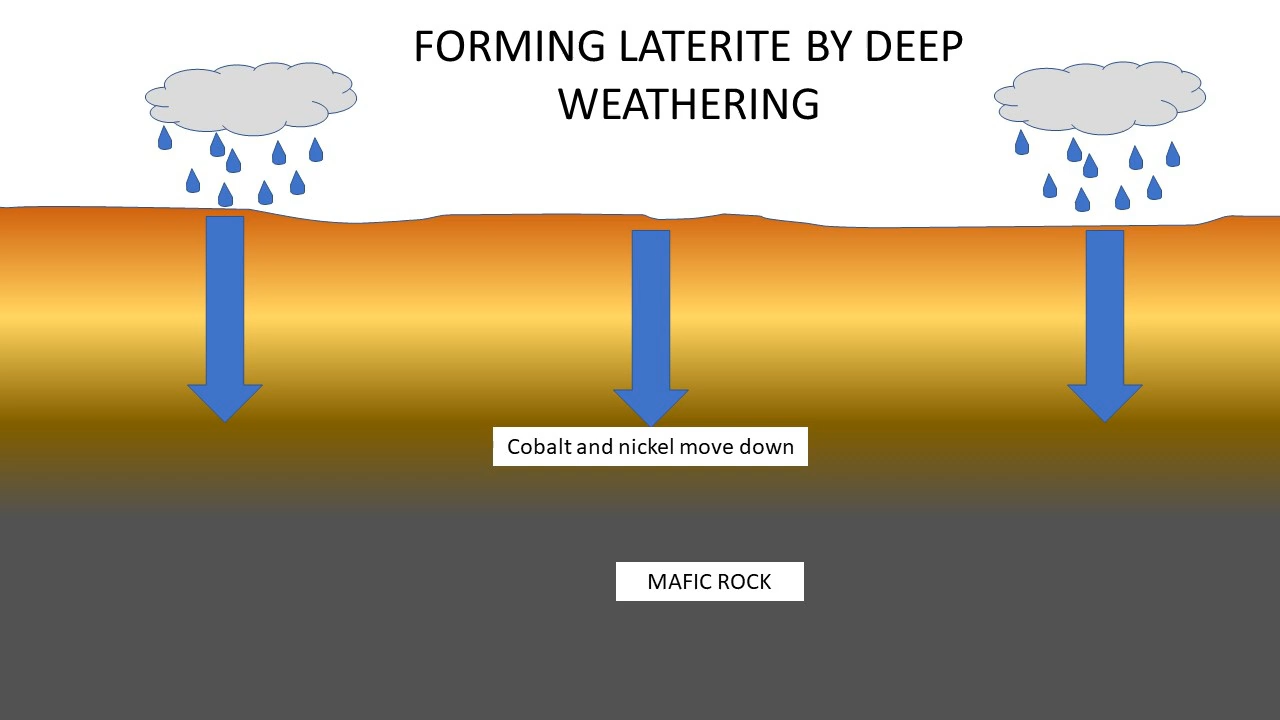 FORMING LATERITE BY DEEP
WEATHERING
Cobalt and nickel move down
MAFIC ROCK